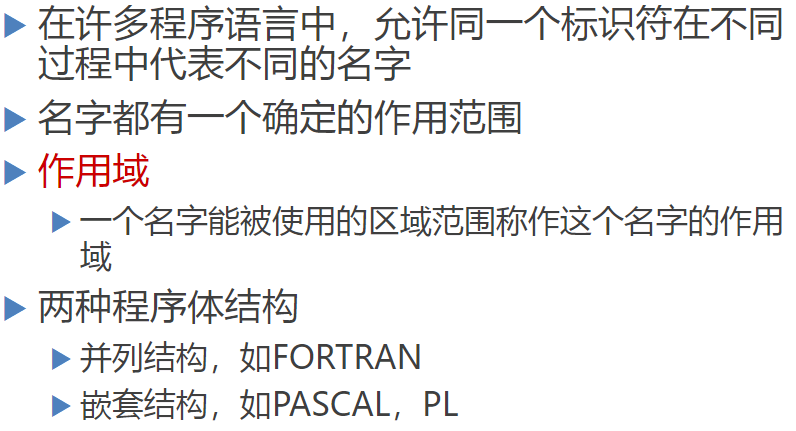 在许多程序语言中，允许同一个标识符在不同
过程中代表不同的名字
名字都有一个确定的作用范围
作用域
一个名字能被使用的区域范围称作这个名字的作用
域
两种程序体结构
并列结构，如FORTRAN
嵌套结构，如PASCAL，PL